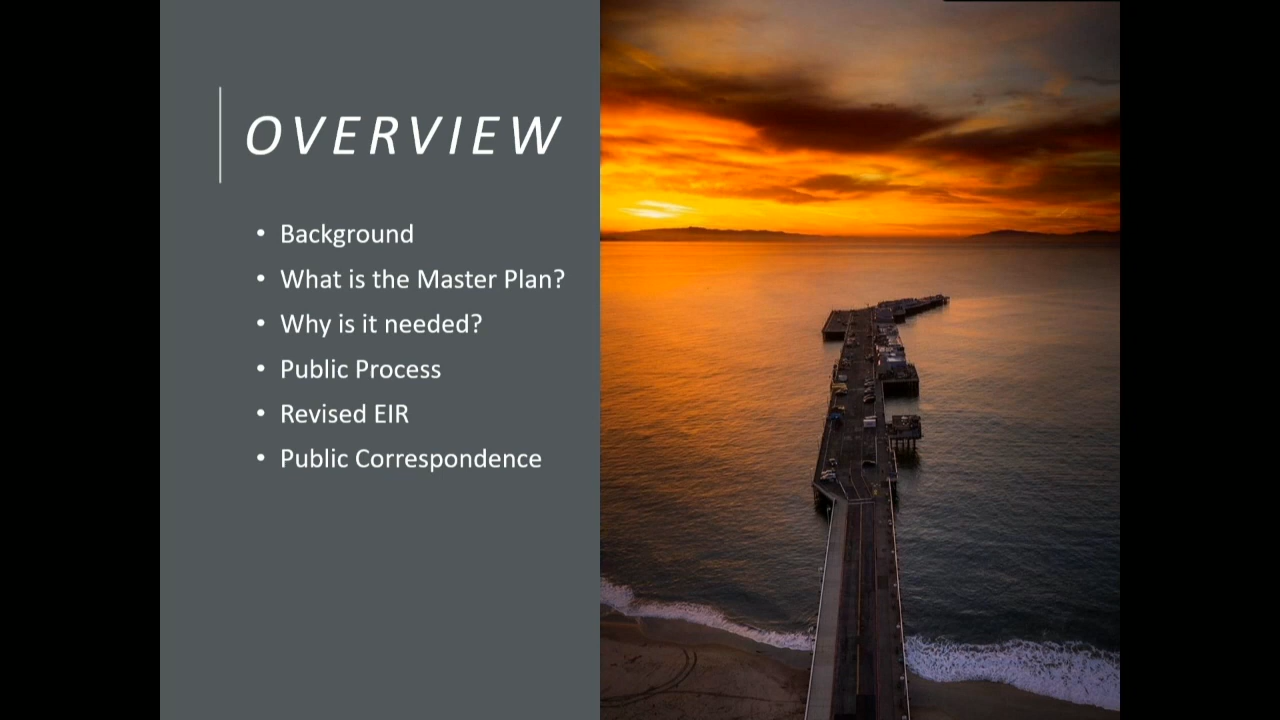 OVERVIEW
• Background
• What is the Master Plan?
• Why is it needed?
• Public Process
• Revised EIR
• Public Correspondence